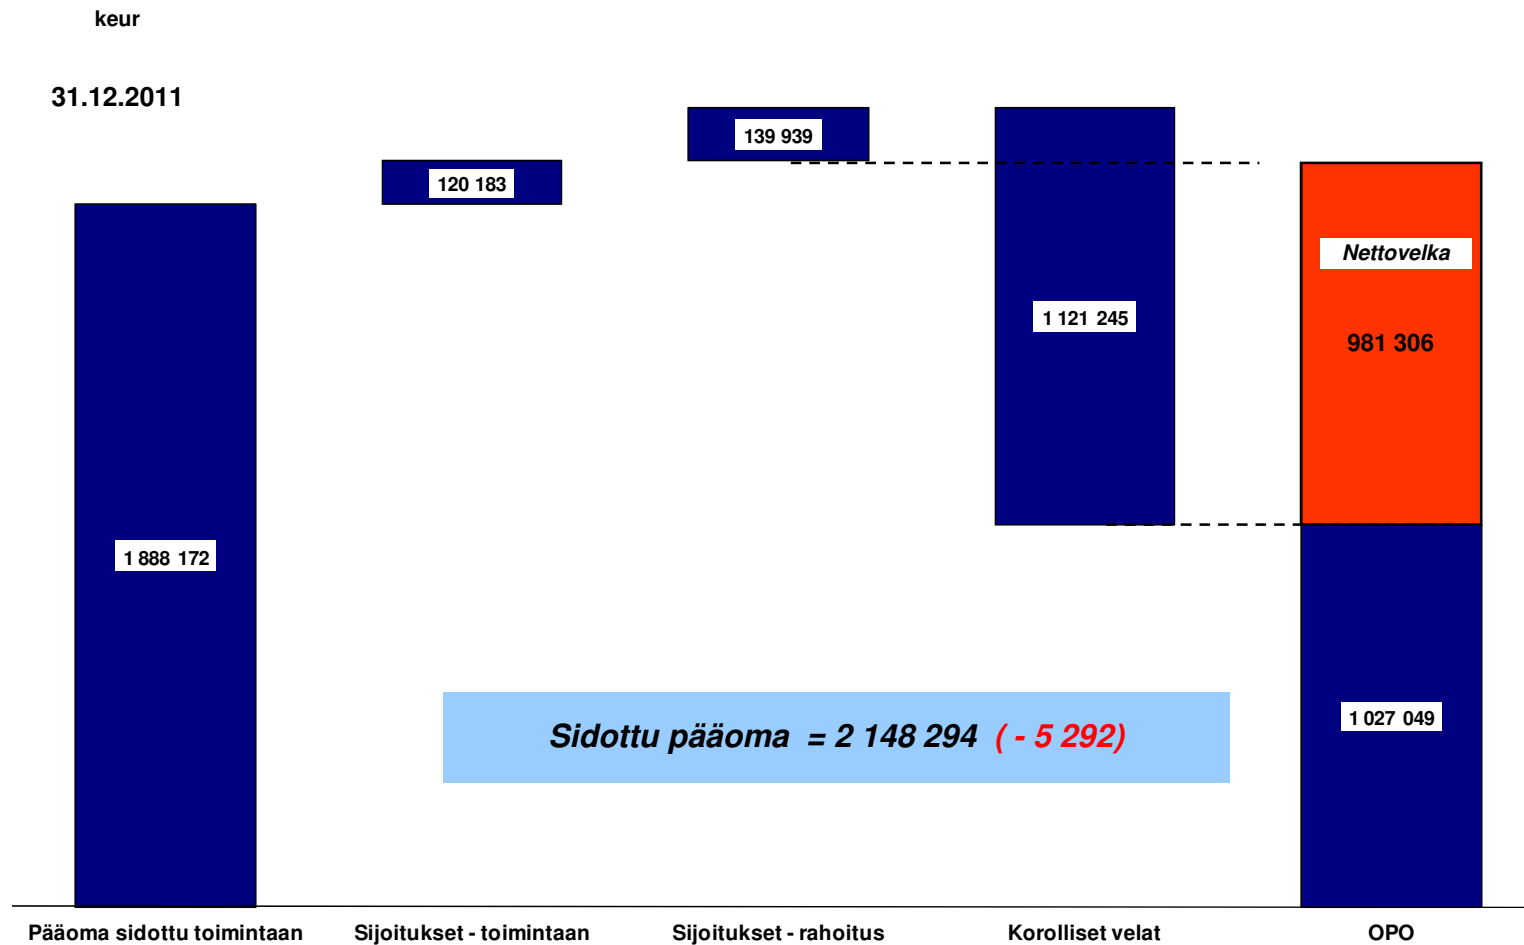 keur
31.12.2011
139 939
120 183
Nettovelka
1 121 245
981 306
1 888 172
1 027 049
Sidottu pääoma = 2 148 294 ( - 5 292)
Pääoma sidottu toimintaan
Sijoitukset - toimintaan
Sijoitukset - rahoitus
Korolliset velat
OPO